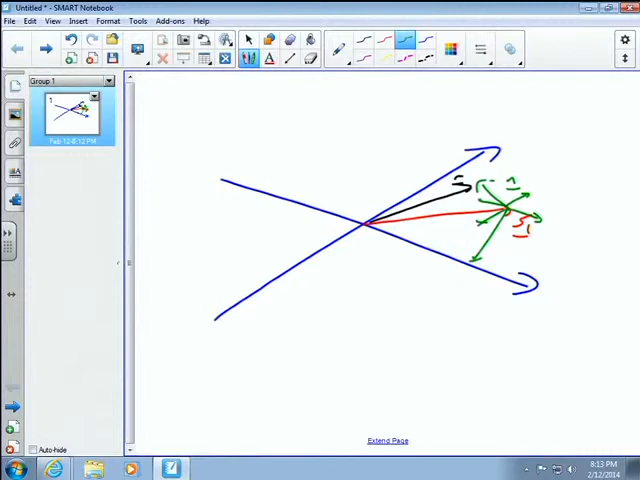 Untitled * - SMART Notebook
File Edit View Insert Format Tools Add-ons Help
Group 1
1
Feb 12-8:12 PM
Extend Page
Auto-hide
8:13 PM
2/12/2014